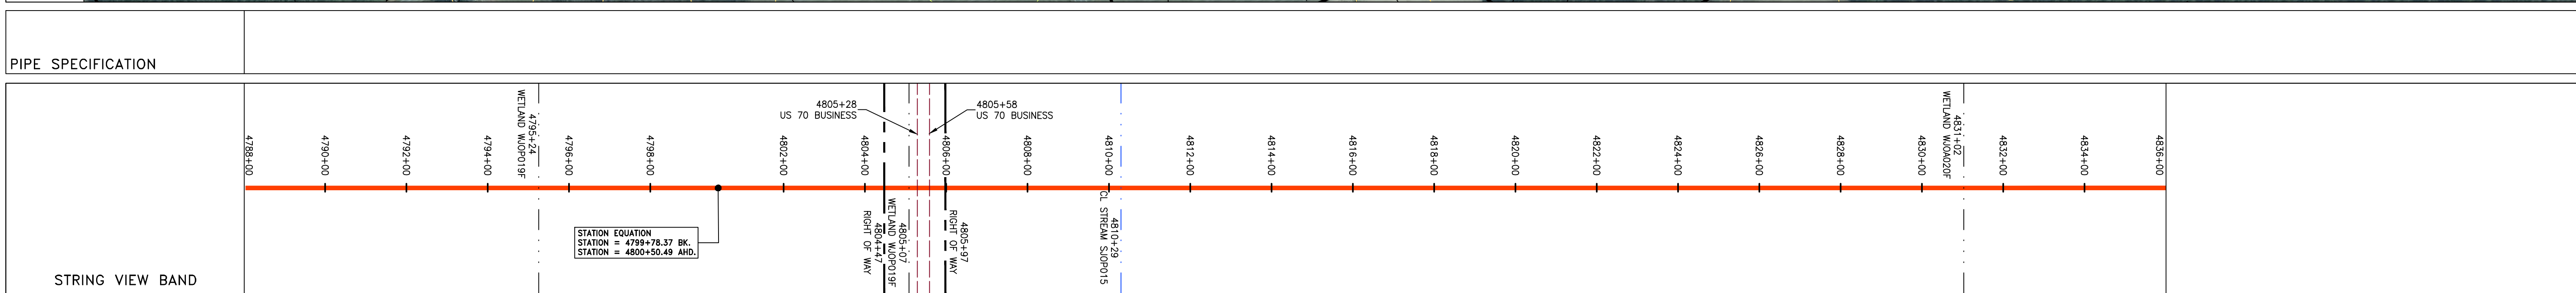 PIPE SPECIFICATION
STRING VIEW BAND
4788+00
4790+00
4792+00
4794+00
4795+24
WETLAND WJOP019F
4796+00
4798+00
STATION EQUATION
STATION = 4799+78.37 BK.
STATION = 4800+50.49 AHD.
4802+00
4804+00
4804+47
RIGHT OF WAY
4805+07
WETLAND WJOP019F
4805+28
US 70 BUSINESS
4805+58
US 70 BUSINESS
4805+97
RIGHT OF WAY
4806+00
4808+00
4810+00
4810+29
CL STREAM SJOP015
4812+00
4814+00
4816+00
4818+00
4820+00
4822+00
4824+00
4826+00
4828+00
4830+00
4831+02
WETLAND WJOA020F
4832+00
4834+00
4836+00